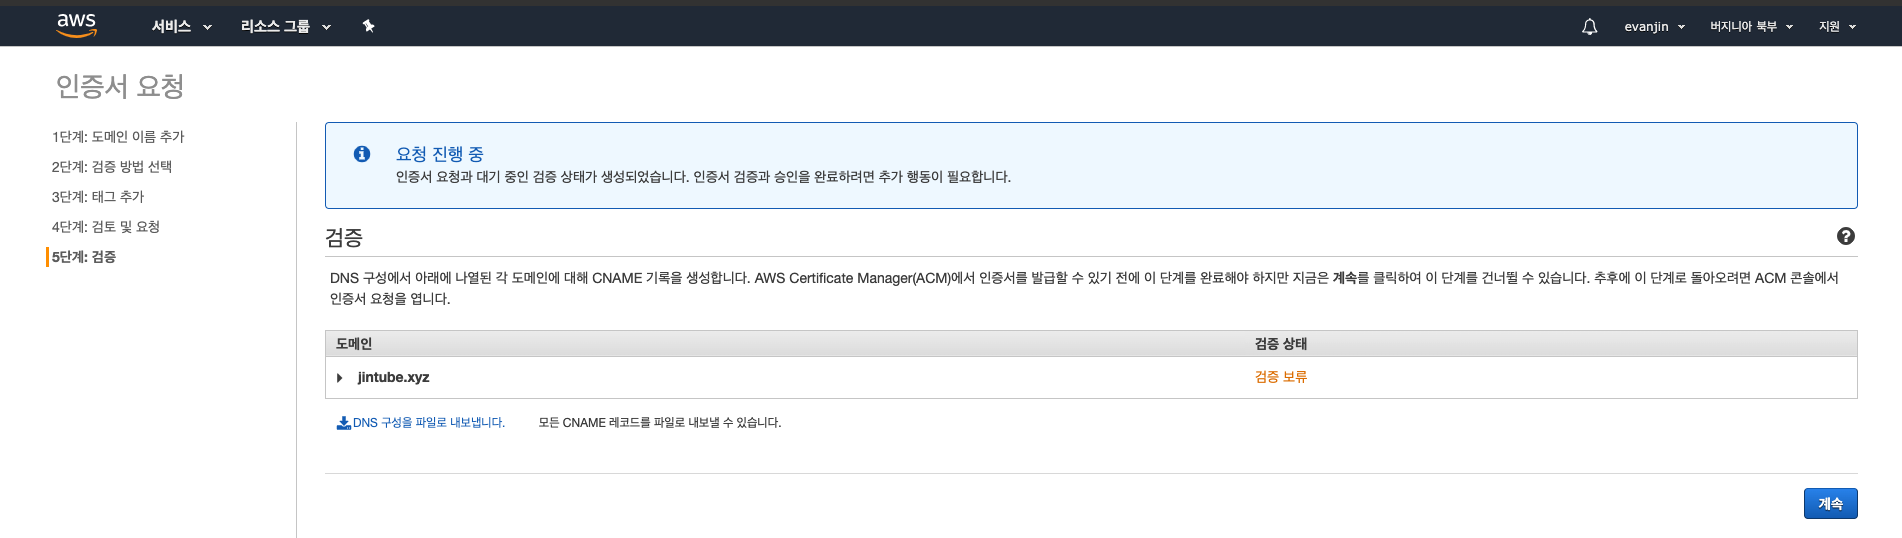 aws 서비스 리소스 그룹 evanjin 버지니아 북부 지원
인증서 요청
1단계: 도메인 이름 추가
2단계: 검증 방법 선택
3단계: 태그 추가
4단계: 검토 및 요청
5단계: 검증
요청 진행 중
인증서 요청과 대기 중인 검증 상태가 생성되었습니다. 인증서 검증과 승인을 완료하려면 추가 행동이 필요합니다.
검증
DNS 구성에서 아래에 나열된 각 도메인에 대해 CNAME 기록을 생성합니다. AWS Certificate Manager(ACM)에서 인증서를 발급할 수 있기 전에 이 단계를 완료해야 하지만 지금은 계속를 클릭하여 이 단계를 건너뛸 수 있습니다. 추후에 이 단계로 돌아오려면 ACM 콘솔에서
인증서 요청을 엽니다.
도메인 검증 상태
jintube.xyz 검증 보류
DNS 구성을 파일로 내보냅니다. 모든 CNAME 레코드를 파일로 내보낼 수 있습니다.
계속